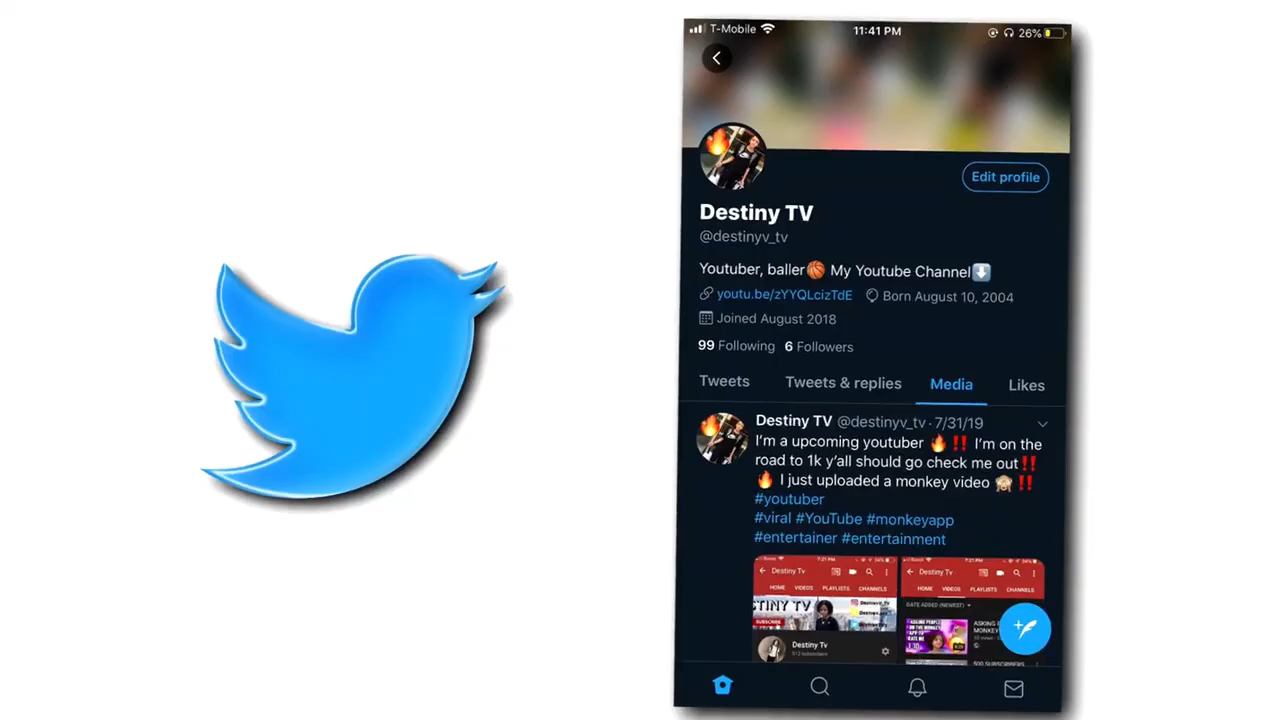 T-Mobile 11:41 PM 26%
Edit profile
Destiny TV
@destinyv_tv
Youtuber, baller🏀 My Youtube Channel⬇️
youtu.be/zYYQLcizTdE Born August 10, 2004
Joined August 2018
99 Following 6 Followers
Tweets Tweets & replies Media Likes
Destiny TV @destinyv_tv · 7/31/19
I'm a upcoming youtuber 🔥‼️ I'm on the
road to 1k y'all should go check me out‼️
🔥 I just uploaded a monkey video 🙈‼️
#youtuber
#viral #YouTube #monkeyapp
#entertainer #entertainment
Destiny Tv
HOME VIDEOS PLAYLISTS CHANNELS
TINY TV
SUBSCRIBE
Destiny Tv
Destiny Tv
HOME VIDEOS PLAYLISTS CHANNELS
DATE ADDED (NEWEST)